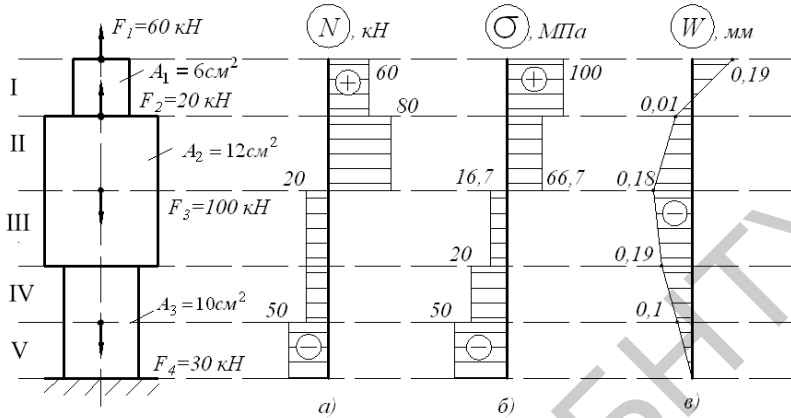 F₁=60 кН
N, кН
σ, МПа
W, мм
I
A₁ = 6см²
F₂=20 кН
+
60
+
100
0,19
80
0,01
II
A₂ = 12см²
20
16,7
66,7
0,18
III
F₃=100 кН
−
20
0,19
IV
A₃ = 10см²
50
50
0,1
V
F₄=30 кН
−
−
а)
б)
в)
БНТУ